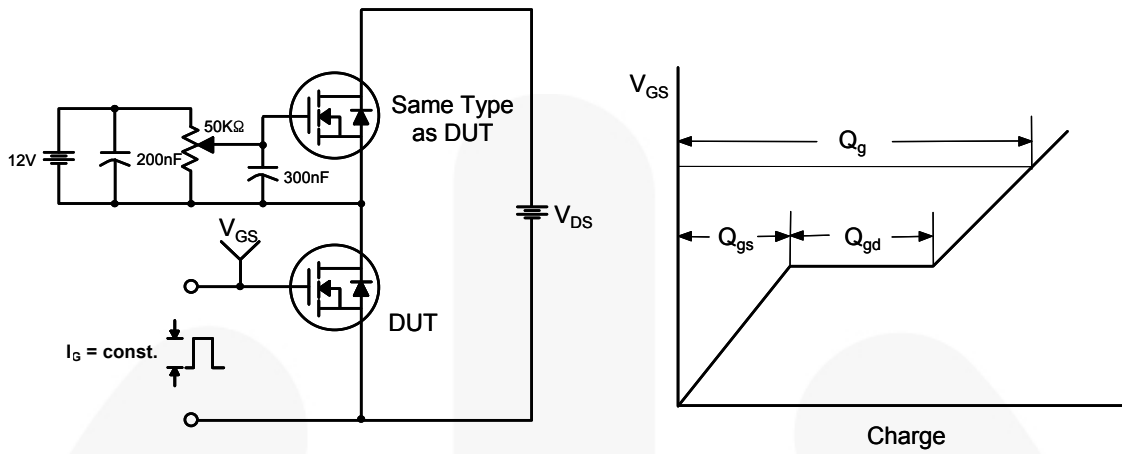 12V
200nF
50KΩ
300nF
Same Type
as DUT
V_GS
DUT
I_G = const.
V_DS
V_GS
Q_g
Q_gs
Q_gd
Charge